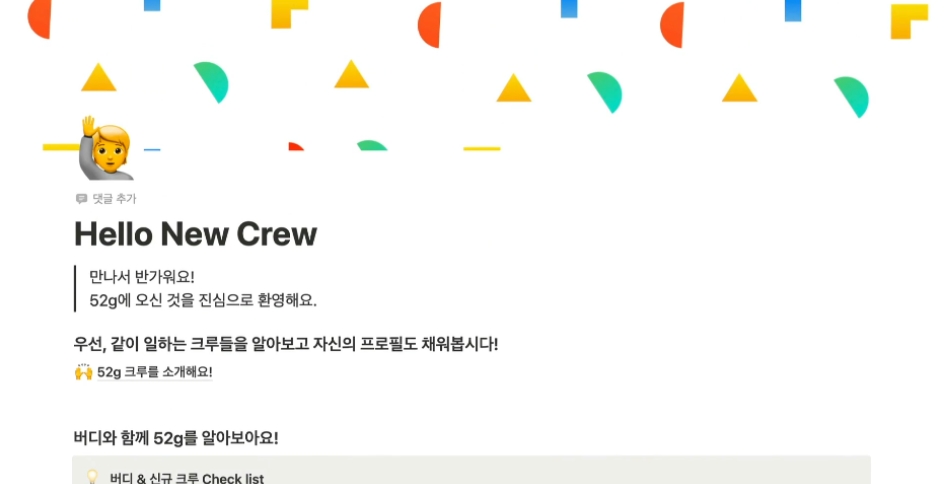 댓글 추가
Hello New Crew
만나서 반가워요!
52g에 오신 것을 진심으로 환영해요.
우선, 같이 일하는 크루들을 알아보고 자신의 프로필도 채워봅시다!
52g 크루를 소개해요!
버디와 함께 52g를 알아보아요!
버디 & 신규 크루 Check list